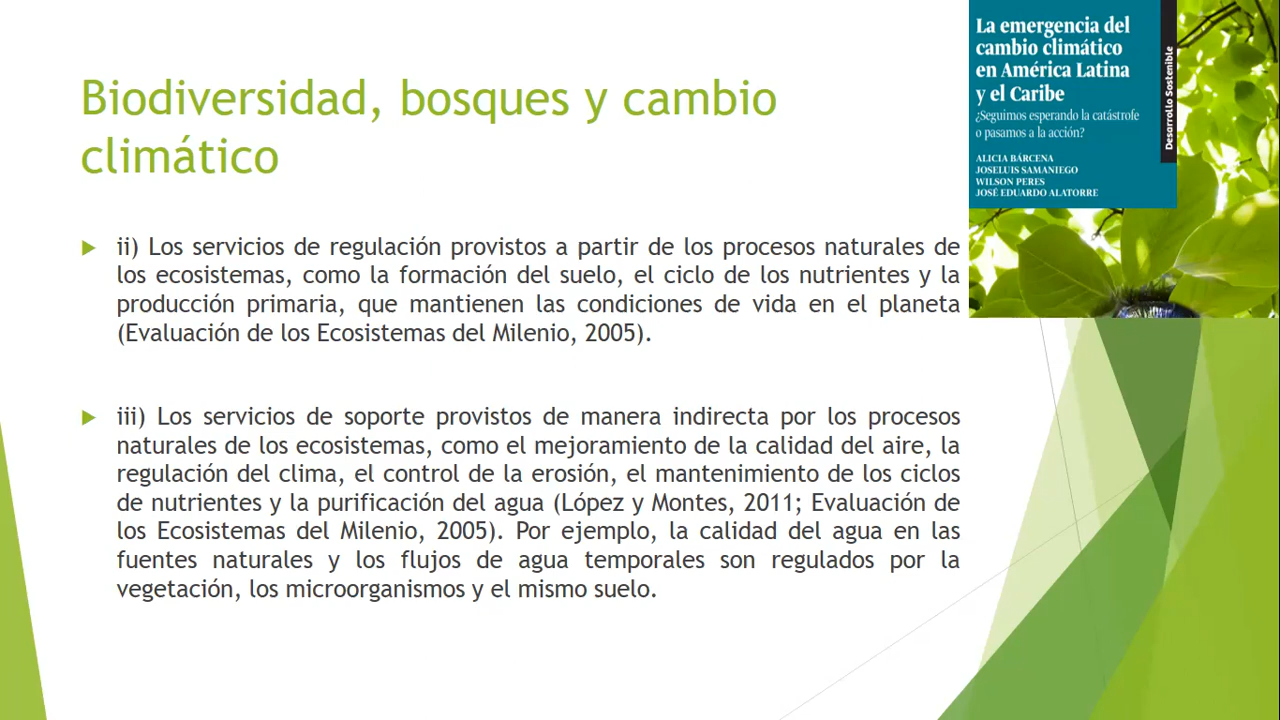 Biodiversidad, bosques y cambio
climático
ii) Los servicios de regulación provistos a partir de los procesos naturales de
los ecosistemas, como la formación del suelo, el ciclo de los nutrientes y la
producción primaria, que mantienen las condiciones de vida en el planeta
(Evaluación de los Ecosistemas del Milenio, 2005).
iii) Los servicios de soporte provistos de manera indirecta por los procesos
naturales de los ecosistemas, como el mejoramiento de la calidad del aire, la
regulación del clima, el control de la erosión, el mantenimiento de los ciclos
de nutrientes y la purificación del agua (López y Montes, 2011; Evaluación de
los Ecosistemas del Milenio, 2005). Por ejemplo, la calidad del agua en las
fuentes naturales y los flujos de agua temporales son regulados por la
vegetación, los microorganismos y el mismo suelo.
La emergencia del
cambio climático
en América Latina
y el Caribe
¿Seguimos esperando la catástrofe
o pasamos a la acción?
ALICIA BÁRCENA
JOSELUIS SAMANIEGO
WILSON PERES
JOSÉ EDUARDO ALATORRE
Desarrollo Sostenible